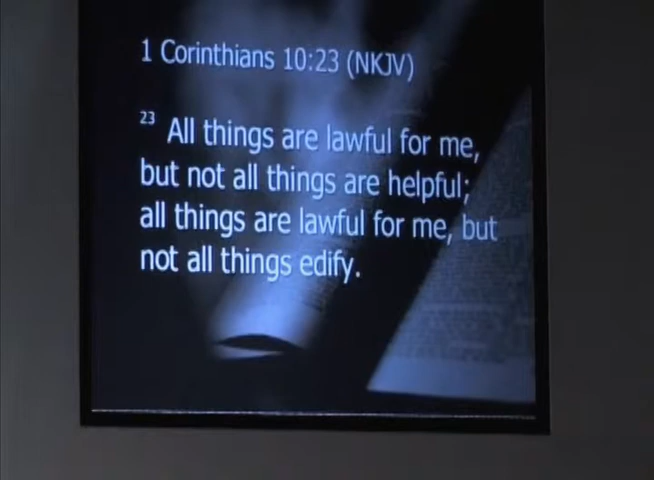 1 Corinthians 10:23 (NKJV)
23 All things are lawful for me,
but not all things are helpful;
all things are lawful for me, but
not all things edify.